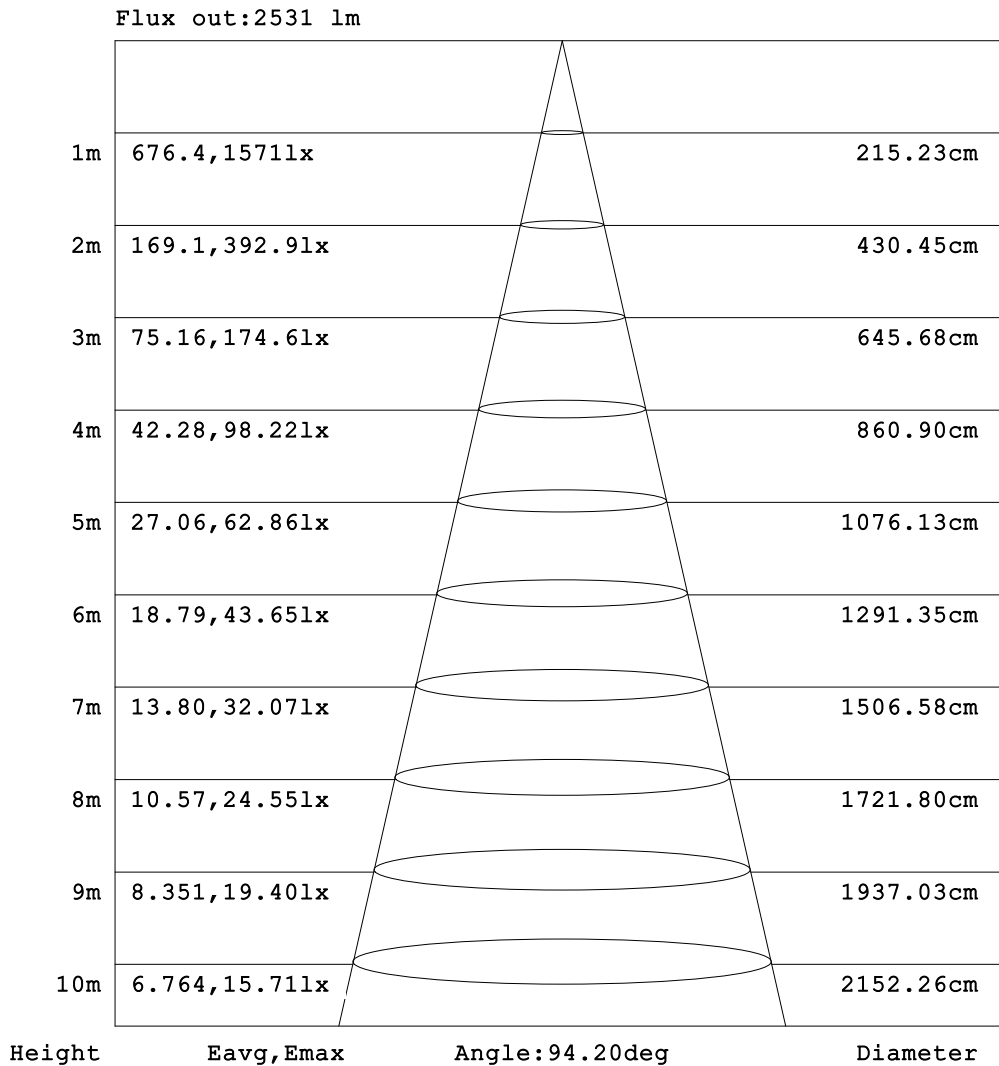 Flux out:2531 lm
1m 676.4,1571lx 215.23cm
2m 169.1,392.9lx 430.45cm
3m 75.16,174.6lx 645.68cm
4m 42.28,98.22lx 860.90cm
5m 27.06,62.86lx 1076.13cm
6m 18.79,43.65lx 1291.35cm
7m 13.80,32.07lx 1506.58cm
8m 10.57,24.55lx 1721.80cm
9m 8.351,19.40lx 1937.03cm
10m 6.764,15.71lx 2152.26cm
Height Eavg,Emax Angle:94.20deg Diameter